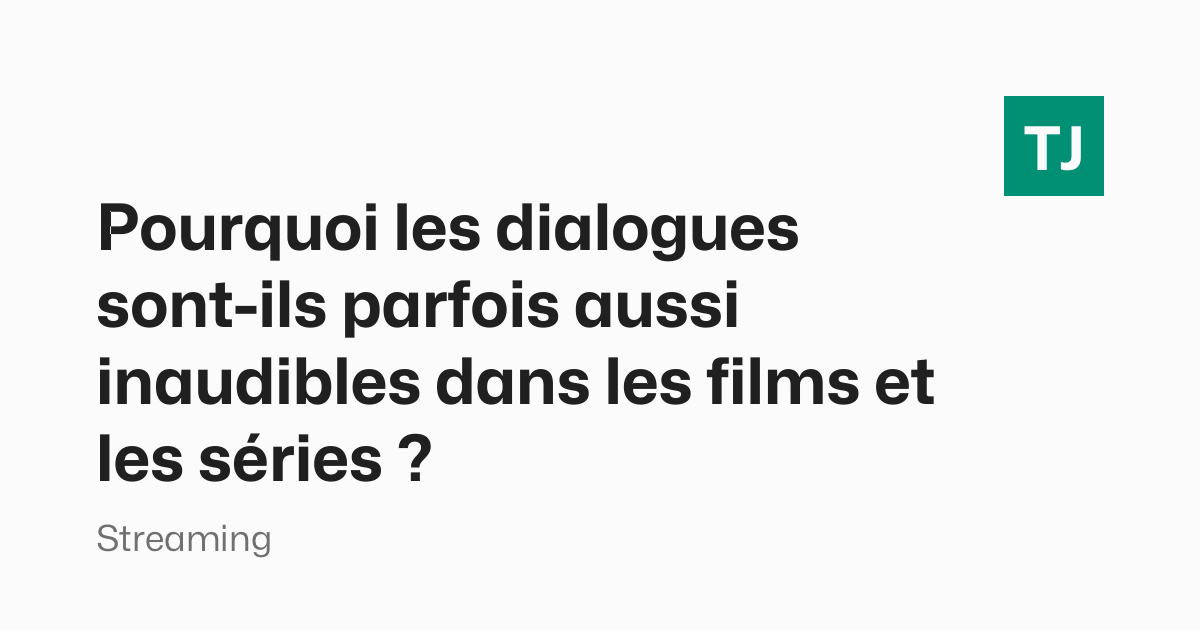 TJ
Pourquoi les dialogues
sont-ils parfois aussi
inaudibles dans les films et
les séries ?
Streaming